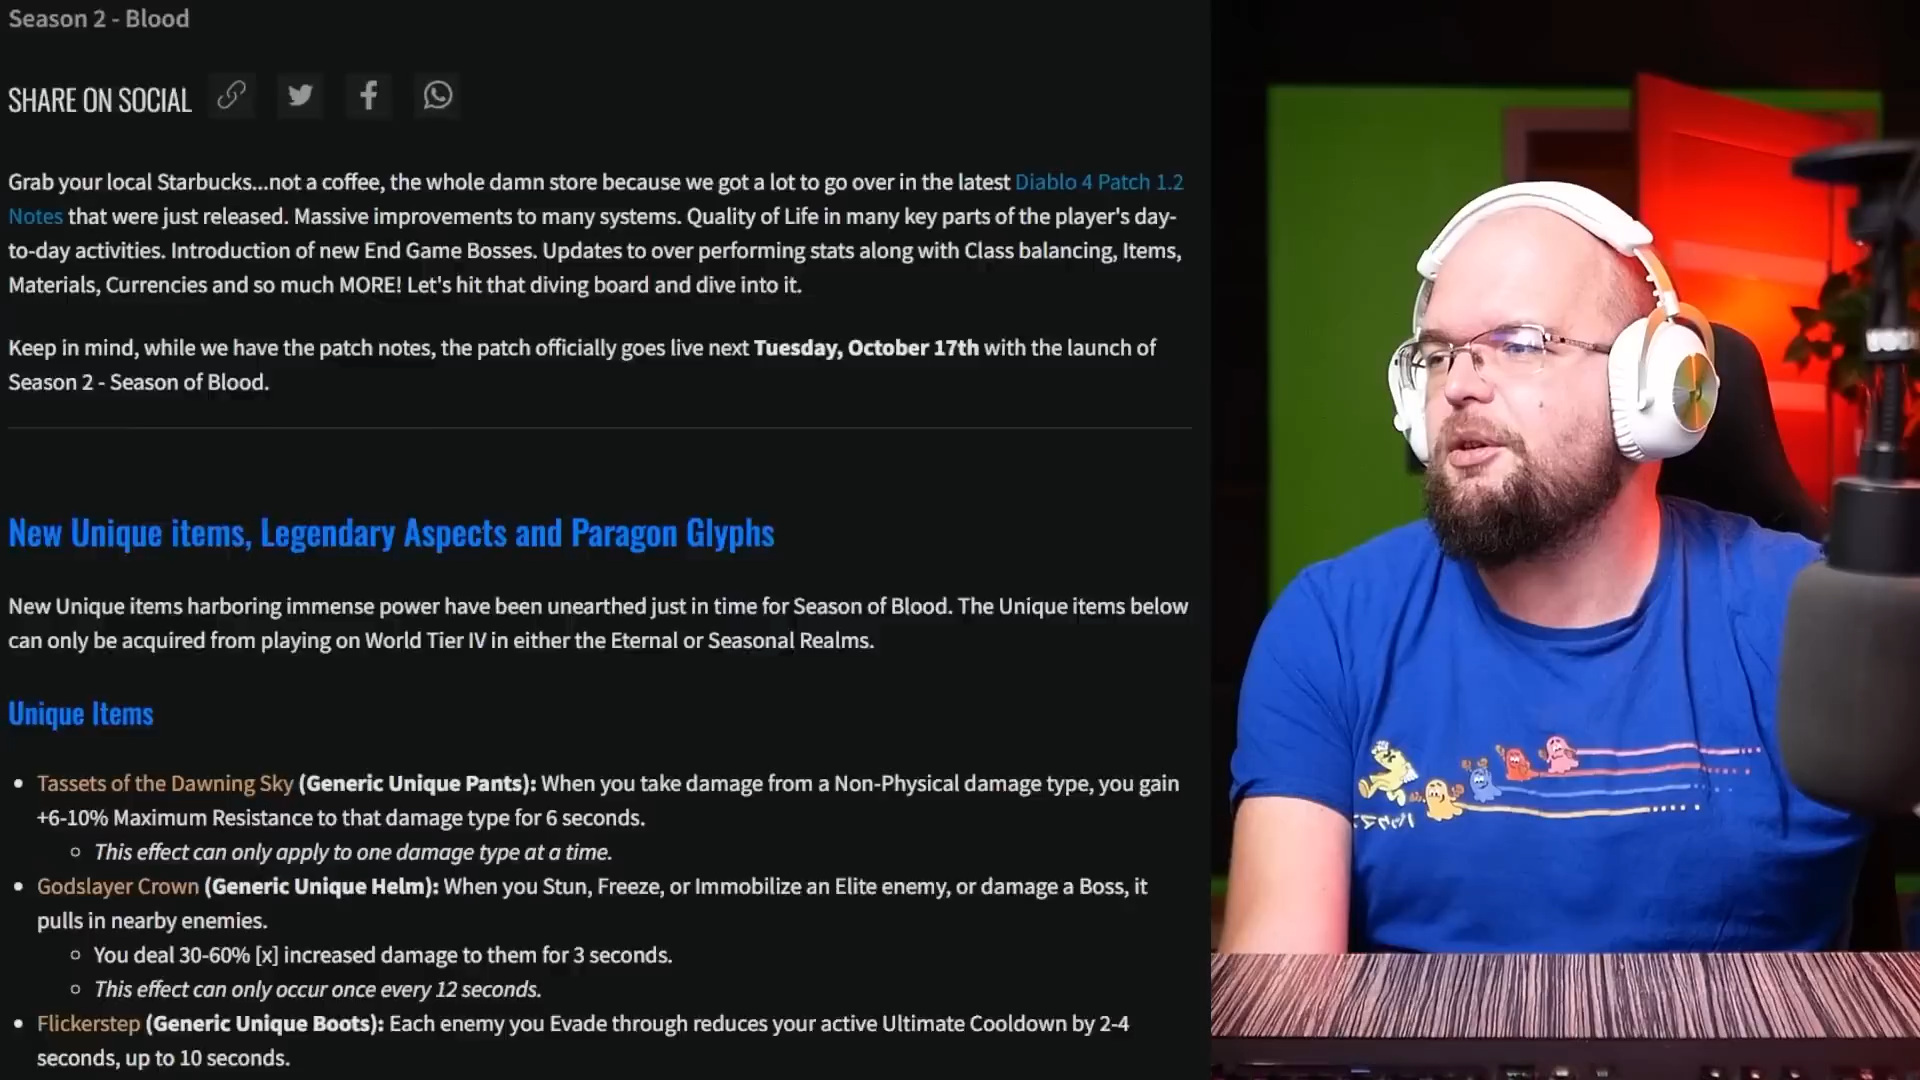 Season 2 - Blood
SHARE ON SOCIAL
Grab your local Starbucks...not a coffee, the whole damn store because we got a lot to go over in the latest Diablo 4 Patch 1.2
Notes that were just released. Massive improvements to many systems. Quality of Life in many key parts of the player's day-
to-day activities. Introduction of new End Game Bosses. Updates to over performing stats along with Class balancing, Items,
Materials, Currencies and so much MORE! Let's hit that diving board and dive into it.
Keep in mind, while we have the patch notes, the patch officially goes live next Tuesday, October 17th with the launch of
Season 2 - Season of Blood.
New Unique items, Legendary Aspects and Paragon Glyphs
New Unique items harboring immense power have been unearthed just in time for Season of Blood. The Unique items below
can only be acquired from playing on World Tier IV in either the Eternal or Seasonal Realms.
Unique Items
Tassets of the Dawning Sky (Generic Unique Pants): When you take damage from a Non-Physical damage type, you gain
+6-10% Maximum Resistance to that damage type for 6 seconds.
This effect can only apply to one damage type at a time.
Godslayer Crown (Generic Unique Helm): When you Stun, Freeze, or Immobilize an Elite enemy, or damage a Boss, it
pulls in nearby enemies.
You deal 30-60% [x] increased damage to them for 3 seconds.
This effect can only occur once every 12 seconds.
Flickerstep (Generic Unique Boots): Each enemy you Evade through reduces your active Ultimate Cooldown by 2-4
seconds, up to 10 seconds.